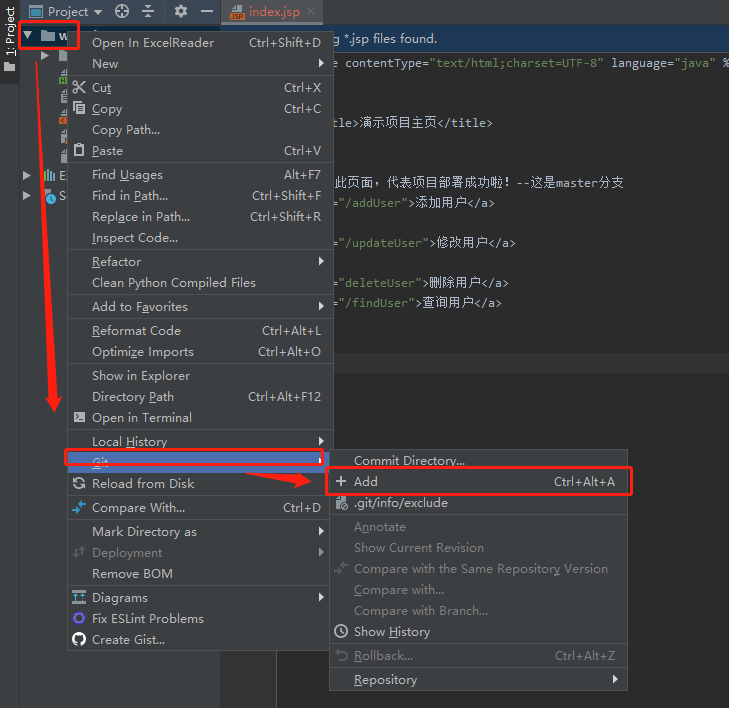 1: Project
Project
index.jsp
w
g *.jsp files found.
Open In ExcelReader Ctrl+Shift+D
New
e contentType="text/html;charset=UTF-8" language="java" %
Cut Ctrl+X
Copy Ctrl+C
Copy Path...
tle>演示项目主页</title>
Paste Ctrl+V
Find Usages Alt+F7
此页面，代表项目部署成功啦！--这是master分支
Find in Path... Ctrl+Shift+F
="/addUser">添加用户</a>
Replace in Path... Ctrl+Shift+R
Inspect Code...
="/updateUser">修改用户</a>
Refactor
Clean Python Compiled Files
="deleteUser">删除用户</a>
Add to Favorites
="/findUser">查询用户</a>
Reformat Code Ctrl+Alt+L
Optimize Imports Ctrl+Alt+O
Show in Explorer
Directory Path Ctrl+Alt+F12
Open in Terminal
Local History
Git
Reload from Disk
Compare With... Ctrl+D
Mark Directory as
Deployment
Remove BOM
Diagrams
Fix ESLint Problems
Create Gist...
Commit Directory...
Add Ctrl+Alt+A
.git/info/exclude
Annotate
Show Current Revision
Compare with the Same Repository Version
Compare with...
Compare with Branch...
Show History
Rollback... Ctrl+Alt+Z
Repository